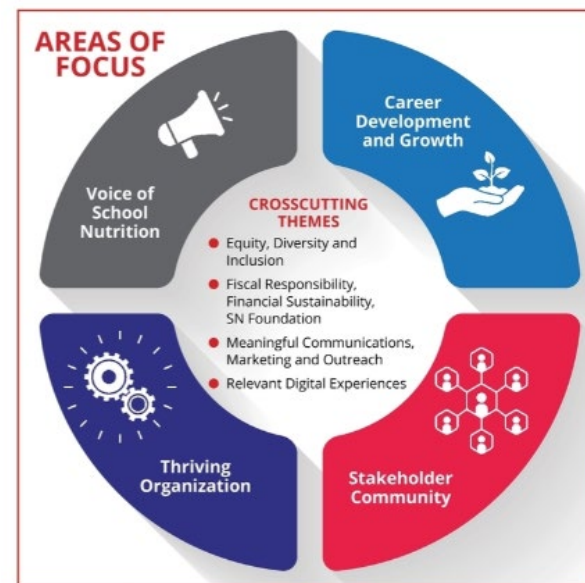 AREAS OF
FOCUS
Voice of
School
Nutrition
Career
Development
and Growth
CROSSCUTTING
THEMES
Equity, Diversity and
Inclusion
Fiscal Responsibility,
Financial Sustainability,
SN Foundation
Meaningful Communications,
Marketing and Outreach
Relevant Digital Experiences
Thriving
Organization
Stakeholder
Community